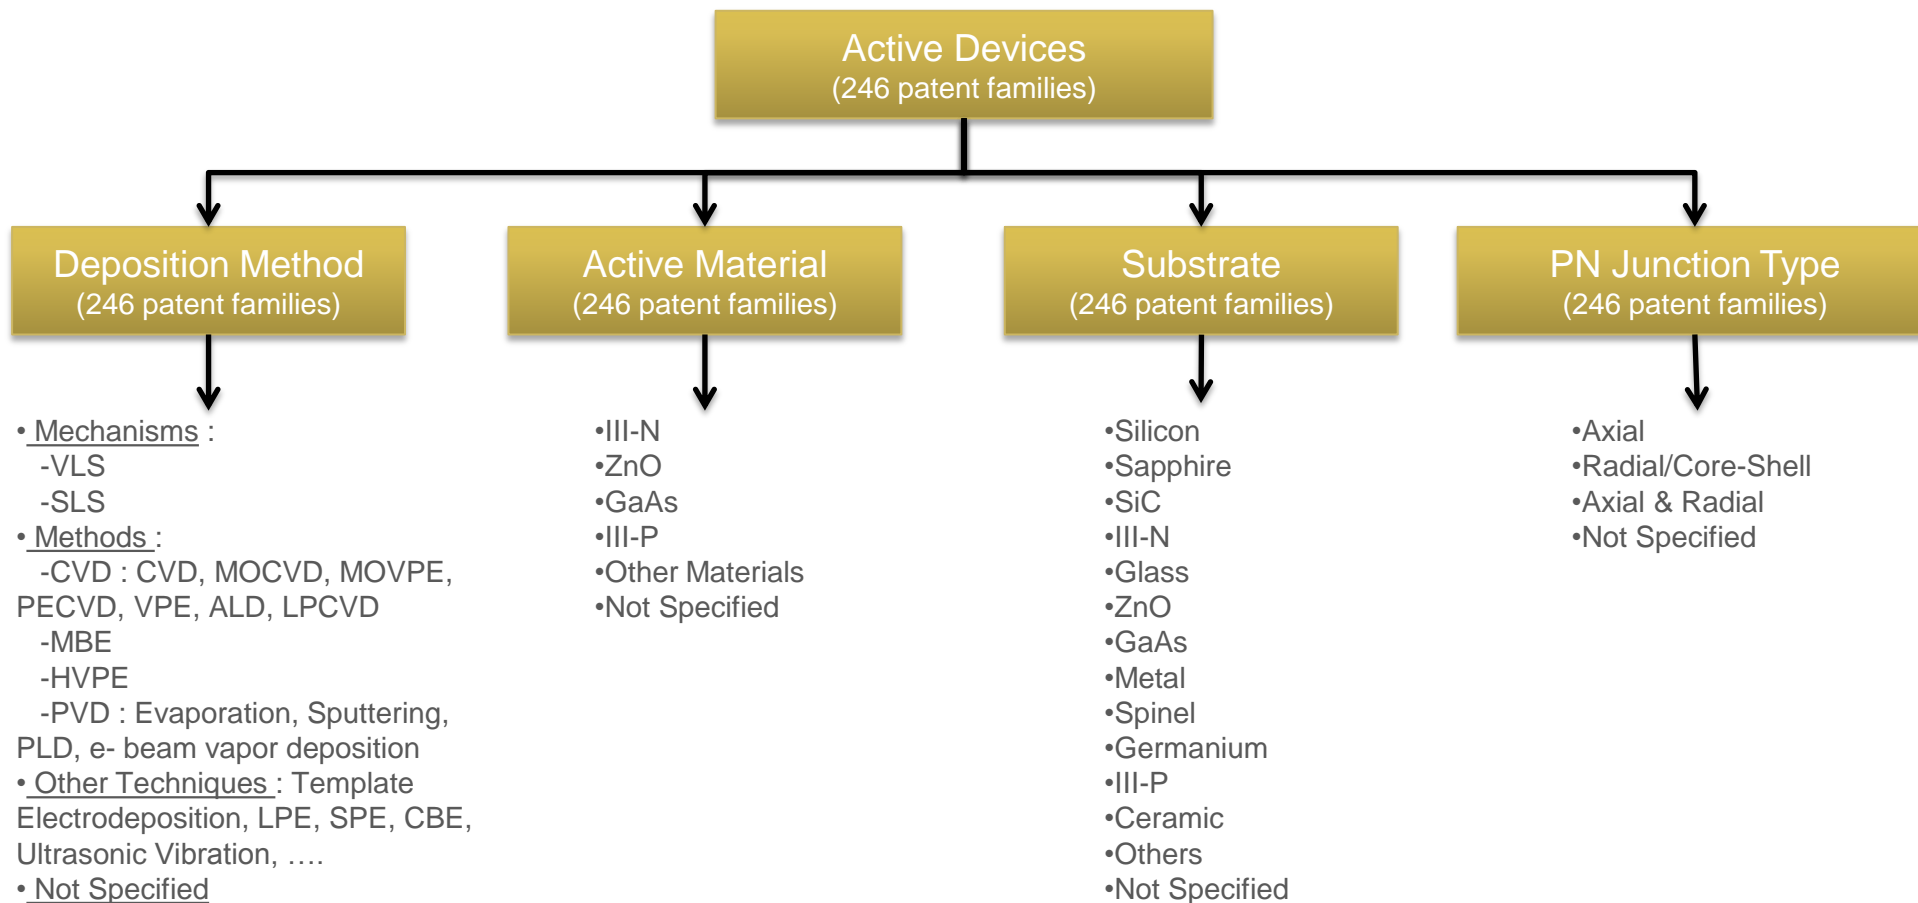 Active Devices
(246 patent families)
Deposition Method
(246 patent families)
Active Material
(246 patent families)
Substrate
(246 patent families)
PN Junction Type
(246 patent families)
• Mechanisms :
-VLS
-SLS
• Methods :
-CVD : CVD, MOCVD, MOVPE,
PECVD, VPE, ALD, LPCVD
-MBE
-HVPE
-PVD : Evaporation, Sputtering,
PLD, e- beam vapor deposition
• Other Techniques : Template
Electrodeposition, LPE, SPE, CBE,
Ultrasonic Vibration, ….
• Not Specified
•III-N
•ZnO
•GaAs
•III-P
•Other Materials
•Not Specified
•Silicon
•Sapphire
•SiC
•III-N
•Glass
•ZnO
•GaAs
•Metal
•Spinel
•Germanium
•III-P
•Ceramic
•Others
•Not Specified
•Axial
•Radial/Core-Shell
•Axial & Radial
•Not Specified